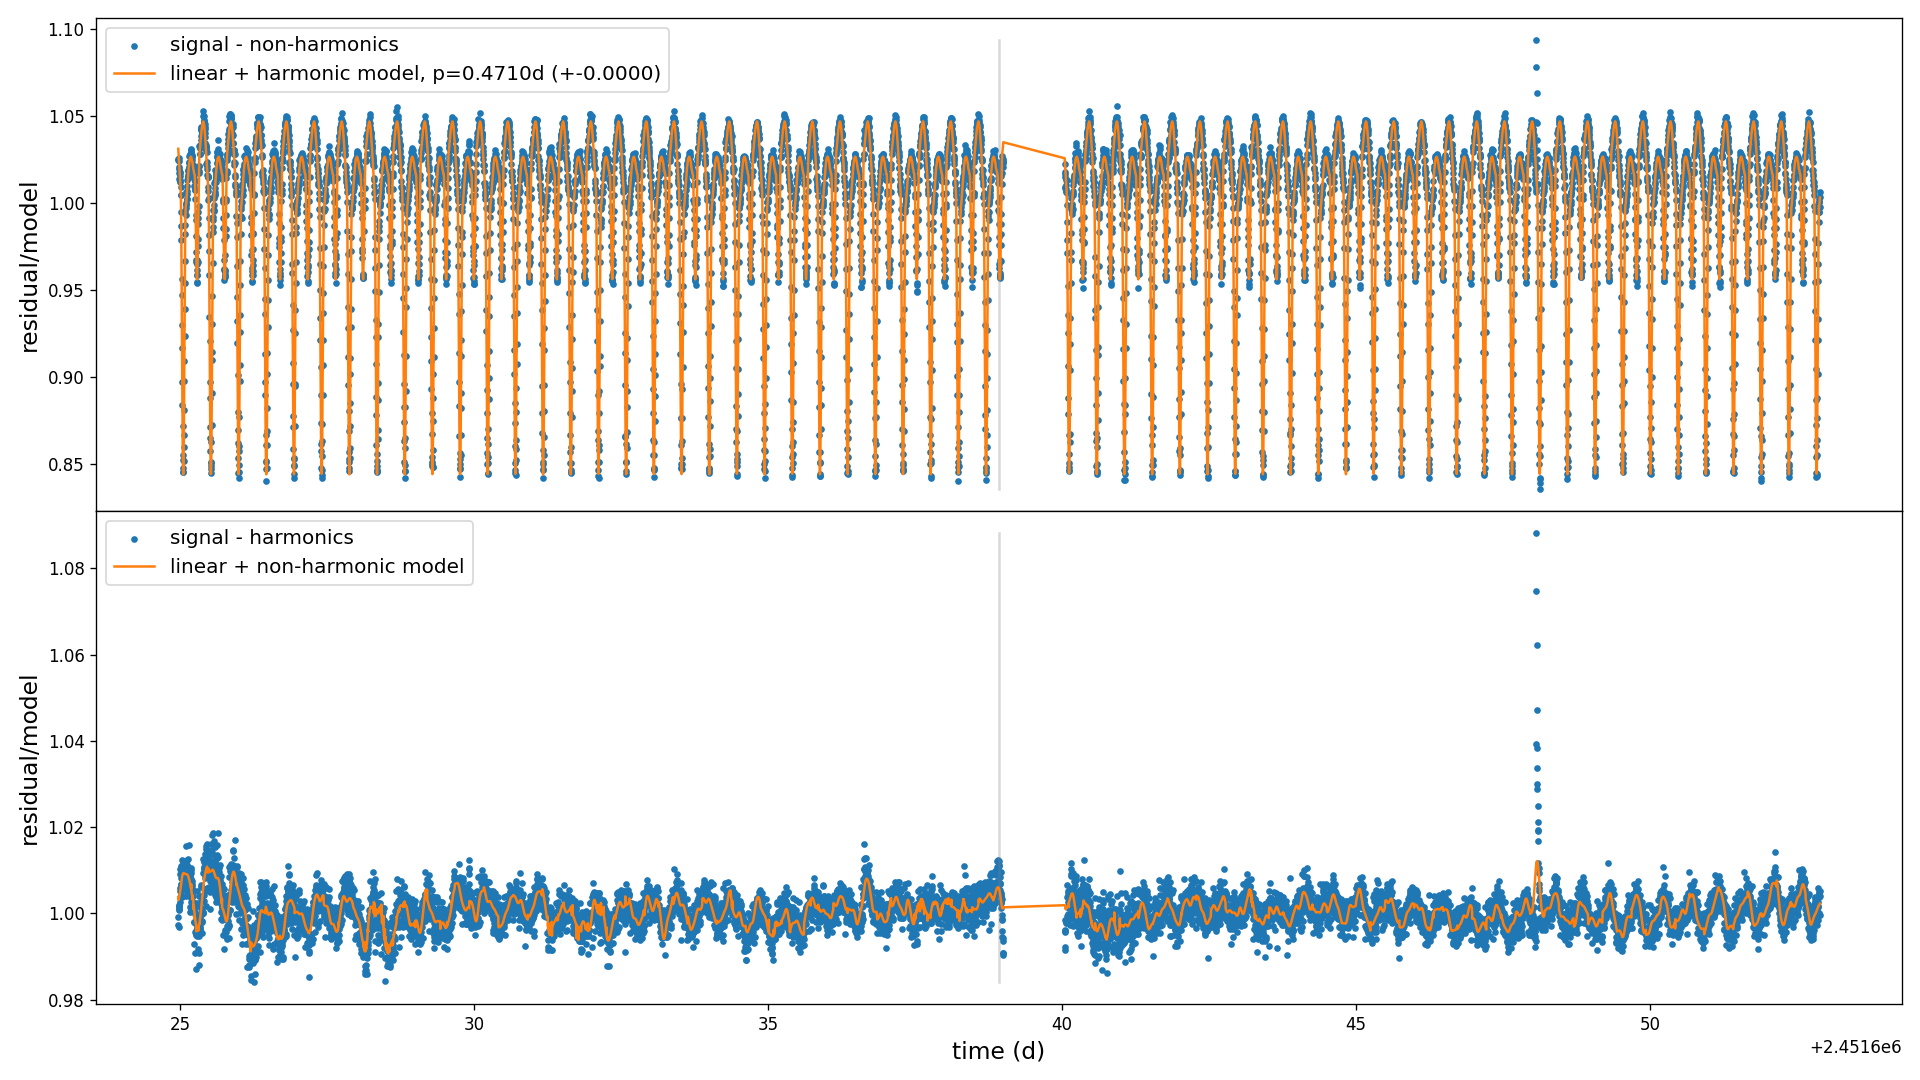 1.10
1.05
1.00
0.95
0.90
0.85
residual/model
signal - non-harmonics
linear + harmonic model, p=0.4710d (+-0.0000)
1.08
1.06
1.04
1.02
1.00
0.98
residual/model
signal - harmonics
linear + non-harmonic model
25 30 35 40 45 50
time (d)
+2.4516e6